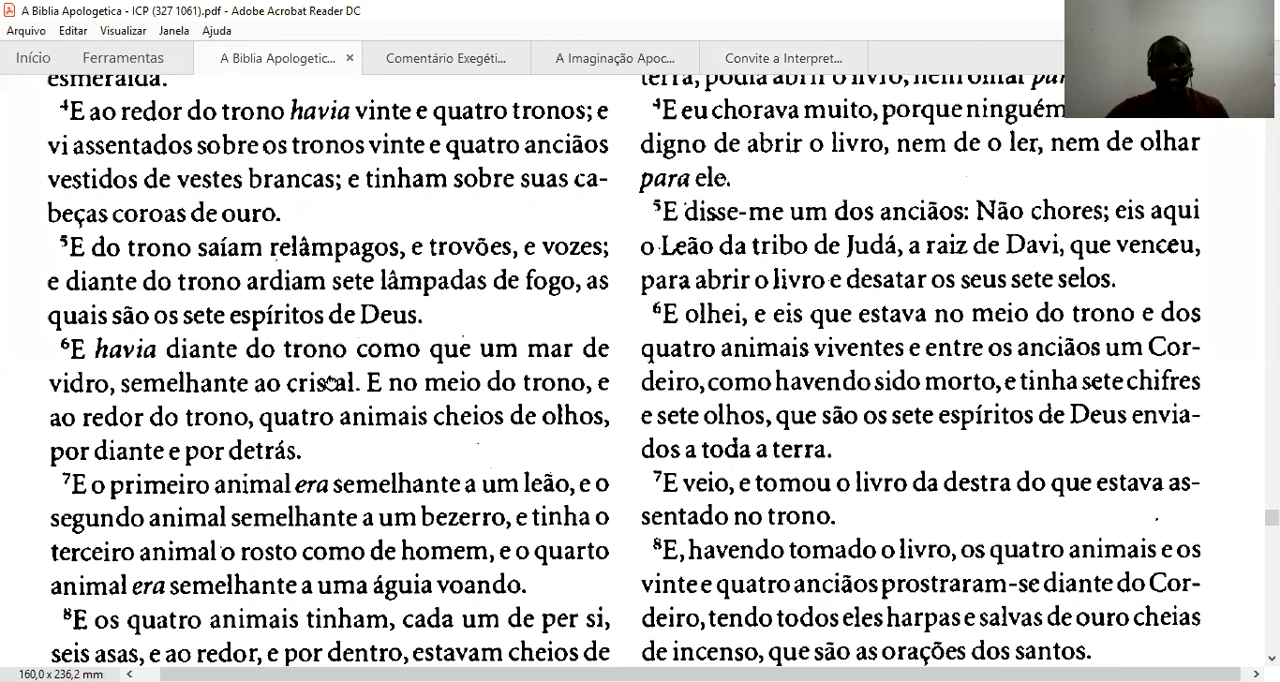 A Biblia Apologetica - ICP (327 1061).pdf - Adobe Acrobat Reader DC
Arquivo Editar Visualizar Janela Ajuda
Início Ferramentas A Biblia Apologetic... × Comentário Exegéti... A Imaginação Apoc... Convite a Interpret...
esmeralda.
⁴E ao redor do trono havia vinte e quatro tronos; e
vi assentados sobre os tronos vinte e quatro anciãos
vestidos de vestes brancas; e tinham sobre suas ca-
beças coroas de ouro.
⁵E do trono saíam relâmpagos, e trovões, e vozes;
e diante do trono ardiam sete lâmpadas de fogo, as
quais são os sete espíritos de Deus.
⁶E havia diante do trono como que um mar de
vidro, semelhante ao cristal. E no meio do trono, e
ao redor do trono, quatro animais cheios de olhos,
por diante e por detrás.
⁷E o primeiro animal era semelhante a um leão, e o
segundo animal semelhante a um bezerro, e tinha o
terceiro animal o rosto como de homem, e o quarto
animal era semelhante a uma águia voando.
⁸E os quatro animais tinham, cada um de per si,
seis asas, e ao redor, e por dentro, estavam cheios de
terra, podia abrir o livro, nem olhar
⁴E eu chorava muito, porque ninguém
digno de abrir o livro, nem de o ler, nem de olhar
para ele.
⁵E disse-me um dos anciãos: Não chores; eis aqui
o Leão da tribo de Judá, a raiz de Davi, que venceu,
para abrir o livro e desatar os seus sete selos.
⁶E olhei, e eis que estava no meio do trono e dos
quatro animais viventes e entre os anciãos um Cor-
deiro, como havendo sido morto, e tinha sete chifres
e sete olhos, que são os sete espíritos de Deus envia-
dos a toda a terra.
⁷E veio, e tomou o livro da destra do que estava as-
sentado no trono.
⁸E, havendo tomado o livro, os quatro animais e os
vinte e quatro anciãos prostraram-se diante do Cor-
deiro, tendo todos eles harpas e salvas de ouro cheias
de incenso, que são as orações dos santos.
160,0 x 236,2 mm